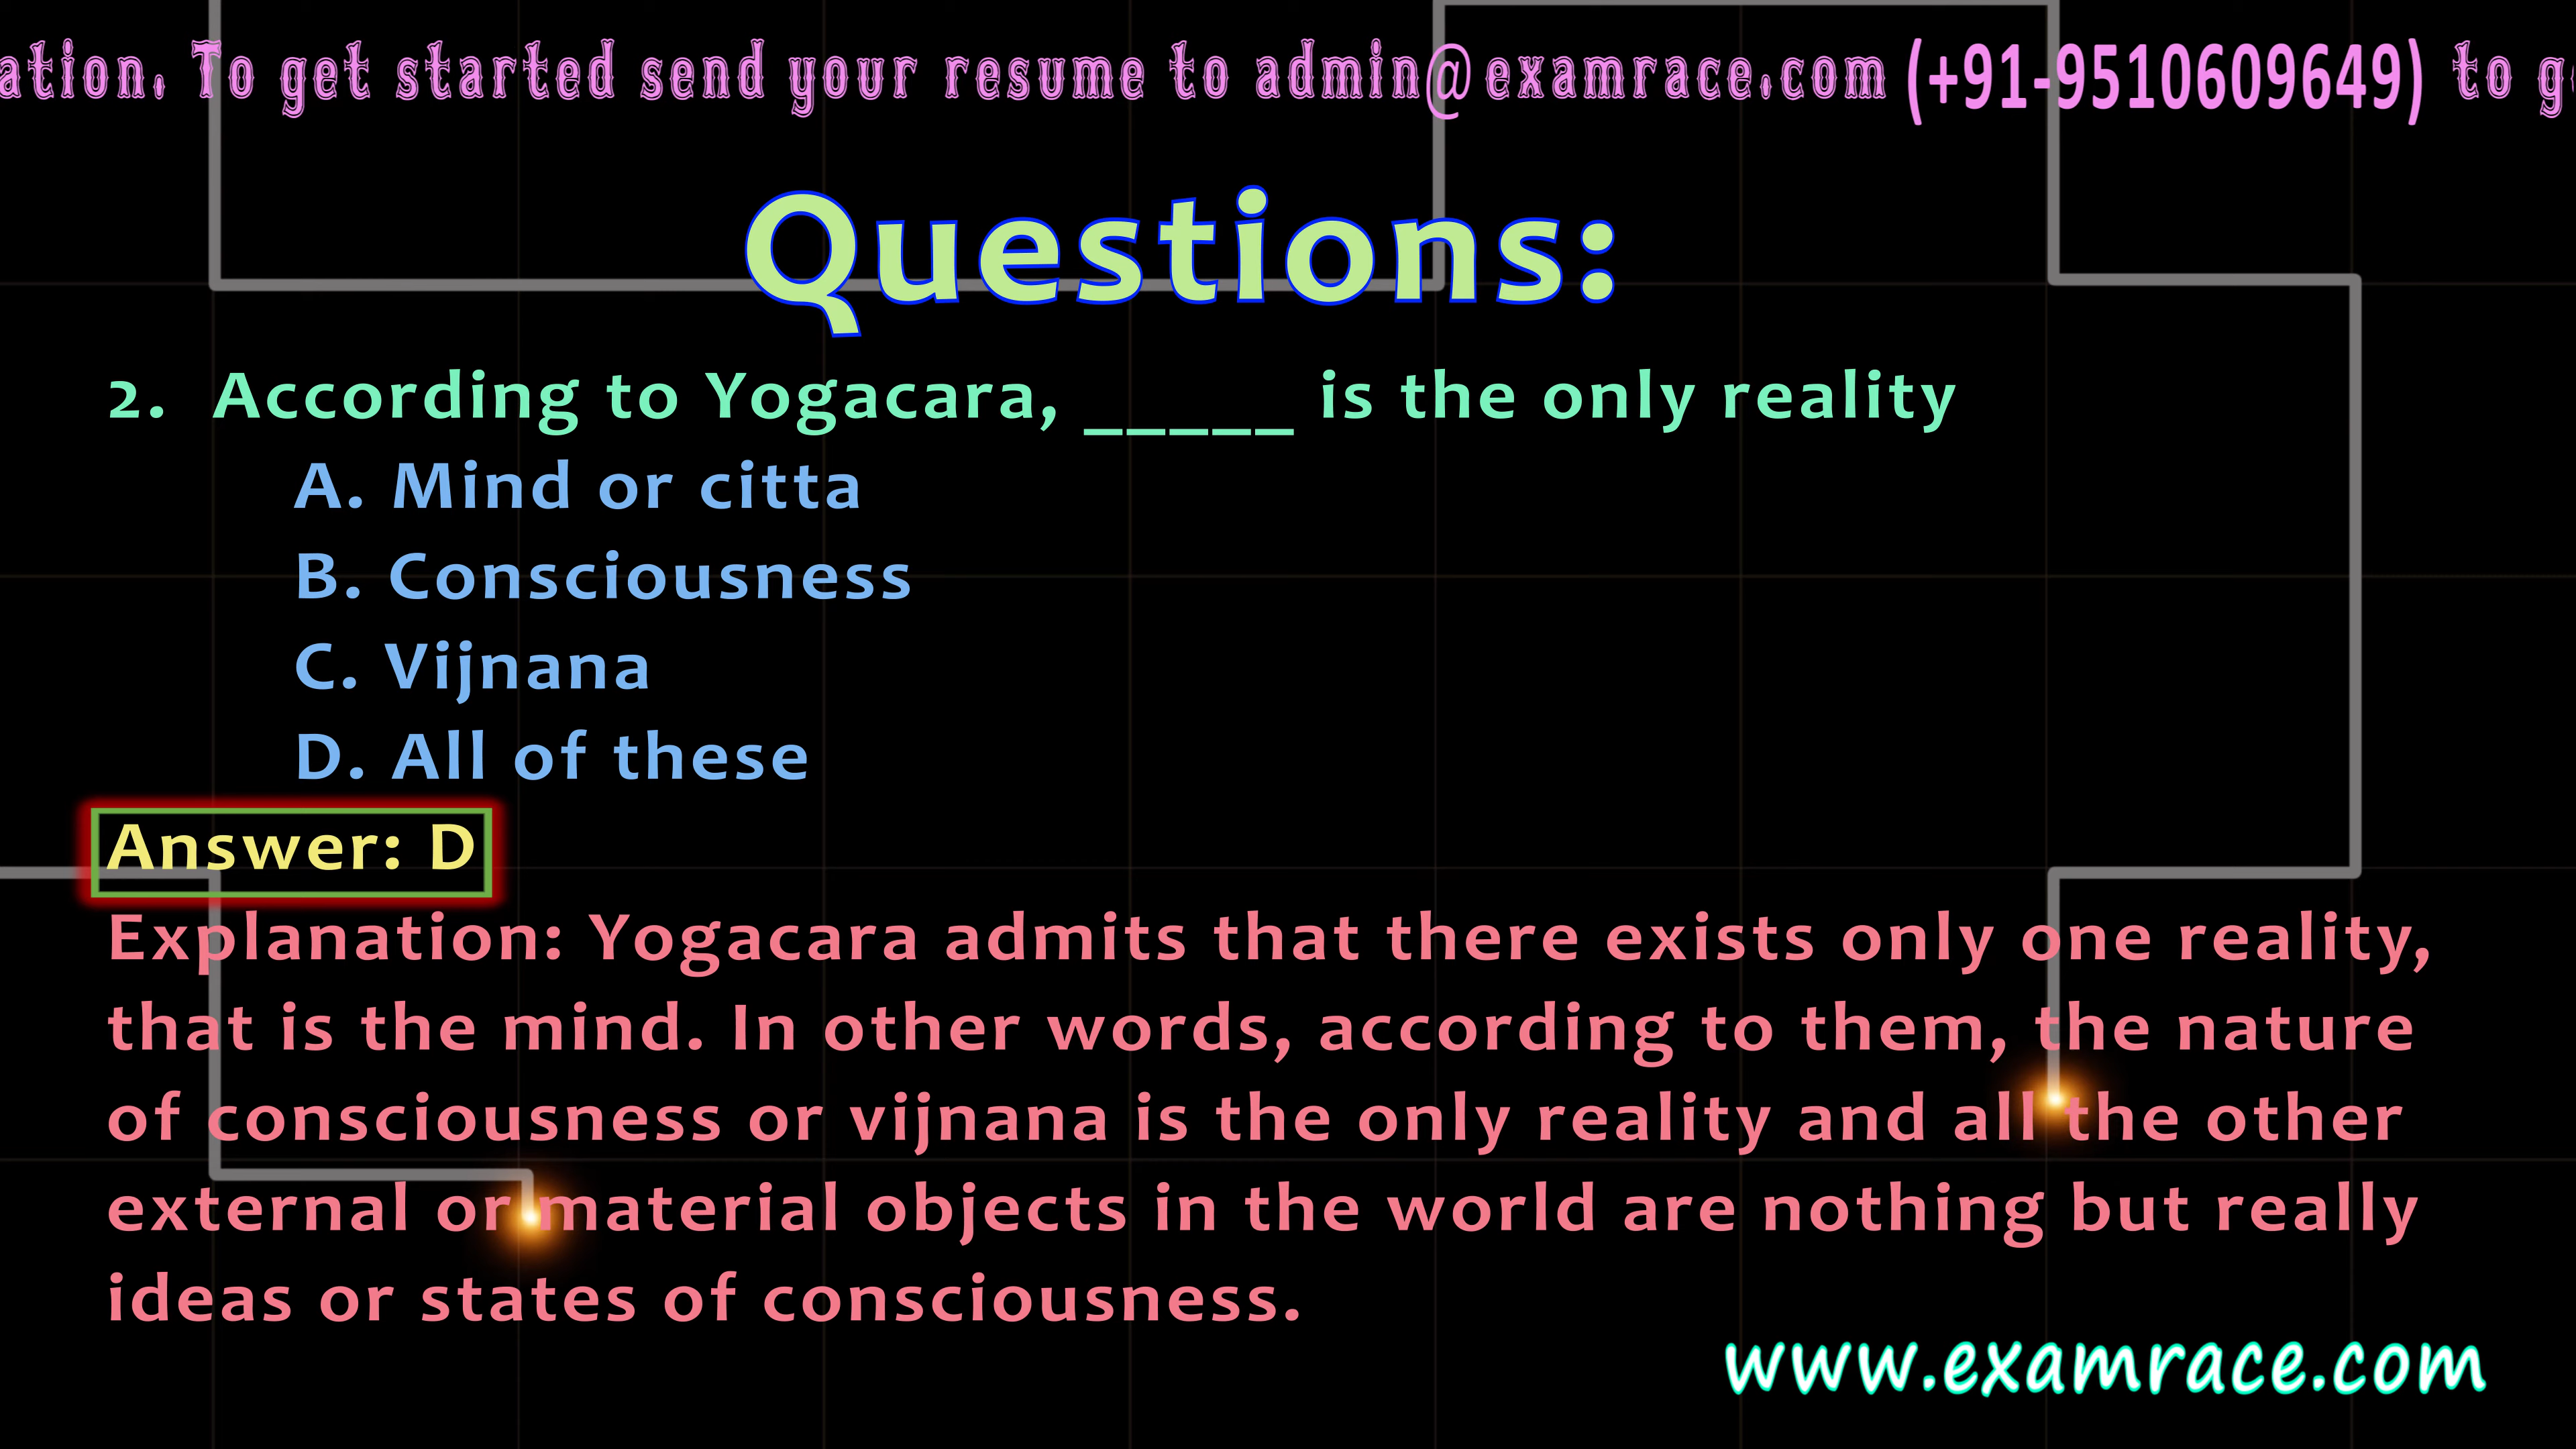 ation. To get started send your resume to admin@examrace.com (+91-9510609649) to g
Questions:
2. According to Yogacara, _____ is the only reality
A. Mind or citta
B. Consciousness
C. Vijnana
D. All of these
Answer: D
Explanation: Yogacara admits that there exists only one reality,
that is the mind. In other words, according to them, the nature
of consciousness or vijnana is the only reality and all the other
external or material objects in the world are nothing but really
ideas or states of consciousness.
www.examrace.com